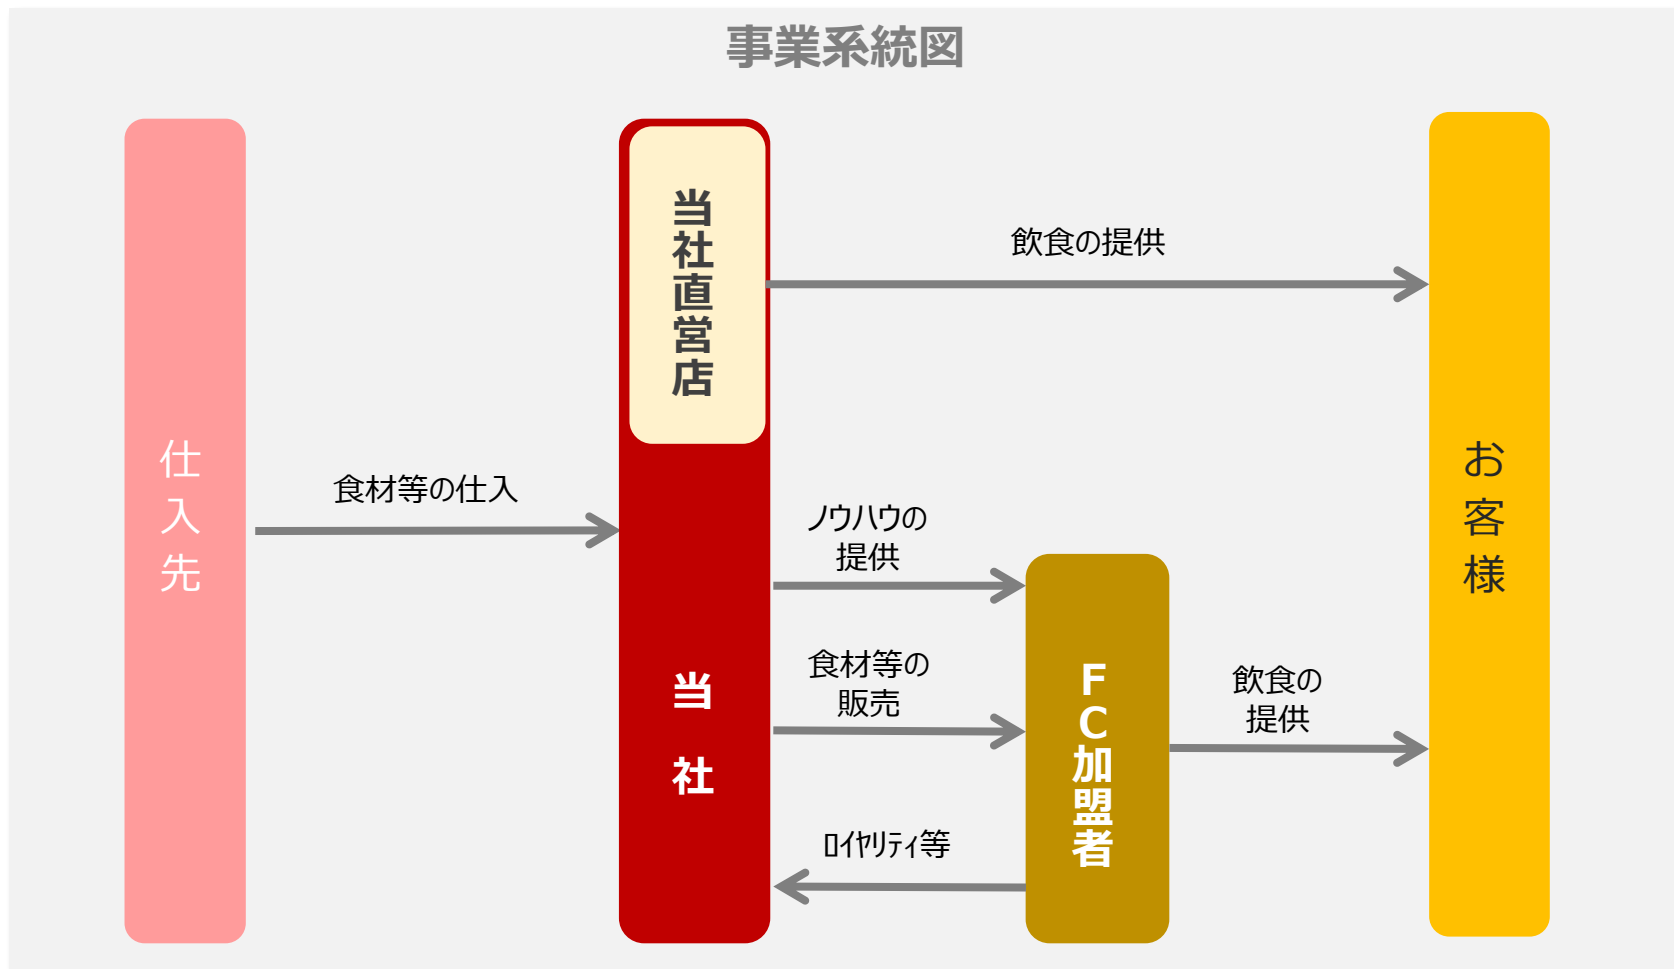 事業系統図
仕入先
食材等の仕入
当社直営店
当社
飲食の提供
ノウハウの
提供
食材等の
販売
ﾛｲﾔﾘﾃｨ等
FC加盟者
飲食の
提供
お客様